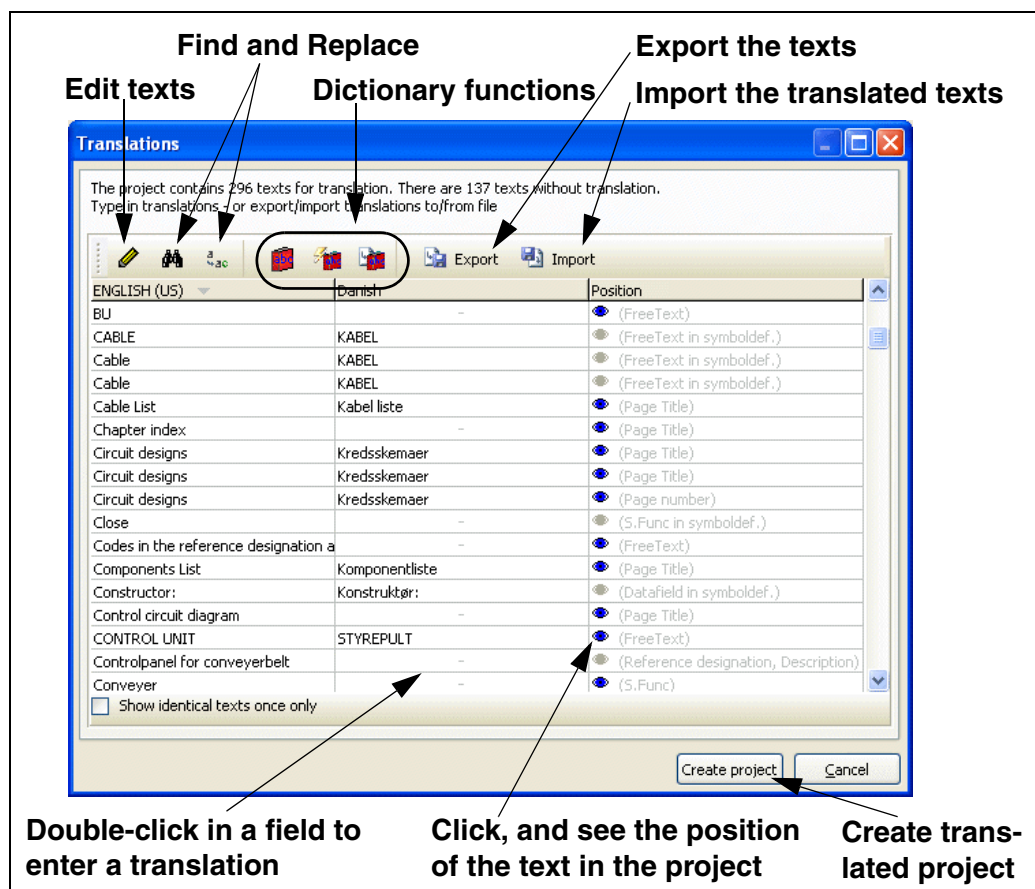 Find and Replace
Export the texts
Edit texts
Dictionary functions
Import the translated texts
Translations
The project contains 296 texts for translation. There are 137 texts without translation.
Type in translations - or export/import translations to/from file
Export Import
ENGLISH (US) Danish Position
BU - (FreeText)
CABLE KABEL (FreeText in symboldef.)
Cable KABEL (FreeText in symboldef.)
Cable KABEL (FreeText in symboldef.)
Cable List Kabel liste (Page Title)
Chapter index - (Page Title)
Circuit designs Kredsskemaer (Page Title)
Circuit designs Kredsskemaer (Page Title)
Circuit designs Kredsskemaer (Page number)
Close - (S.Func in symboldef.)
Codes in the reference designation a - (FreeText)
Components List Komponentliste (Page Title)
Constructor: Konstruktør: (Datafield in symboldef.)
Control circuit diagram - (Page Title)
CONTROL UNIT STYREPULT (FreeText)
Controlpanel for conveyerbelt - (Reference designation, Description)
Conveyer - (S.Func)
Show identical texts once only
Create project Cancel
Double-click in a field to
enter a translation
Click, and see the position
of the text in the project
Create trans-
lated project